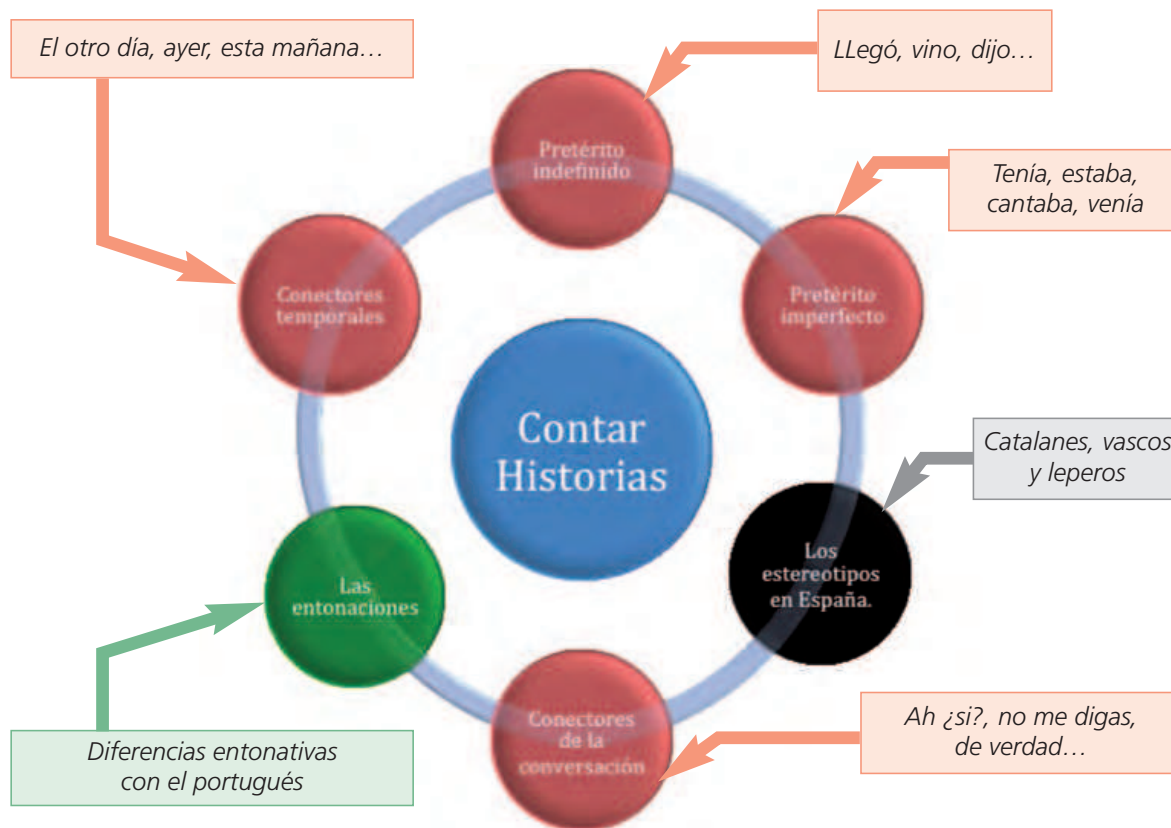 El otro día, ayer, esta mañana…
LLegó, vino, dijo…
Pretérito
indefinido
Tenía, estaba,
cantaba, venía
Conectores
temporales
Pretérito
imperfecto
Contar
Historias
Catalanes, vascos
y leperos
Los
estereotipos
en España.
Las
entonaciones
Conectores
de la
conversación
Ah ¿si?, no me digas,
de verdad…
Diferencias entonativas
con el portugués